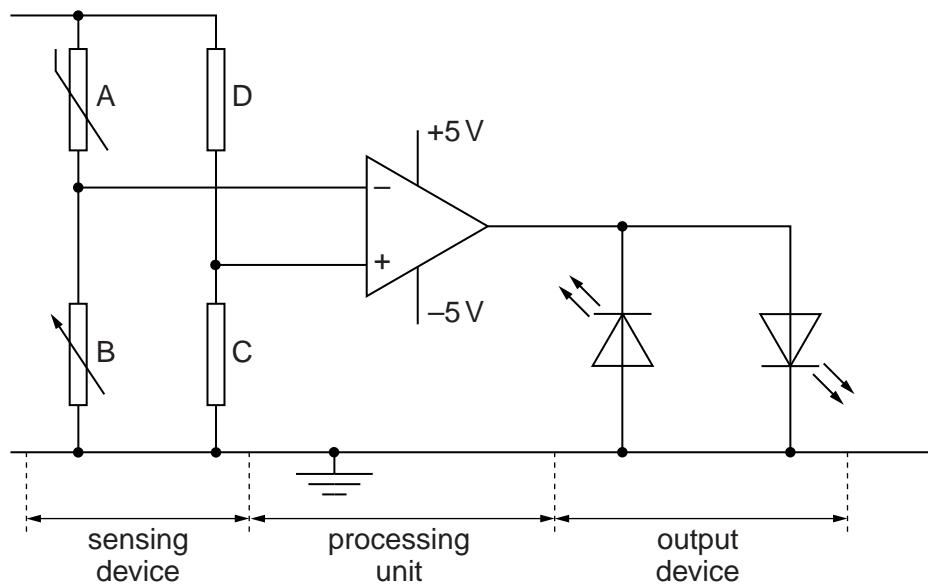 A
D
+5 V
–
+
–5 V
B
C
sensing
device
processing
unit
output
device